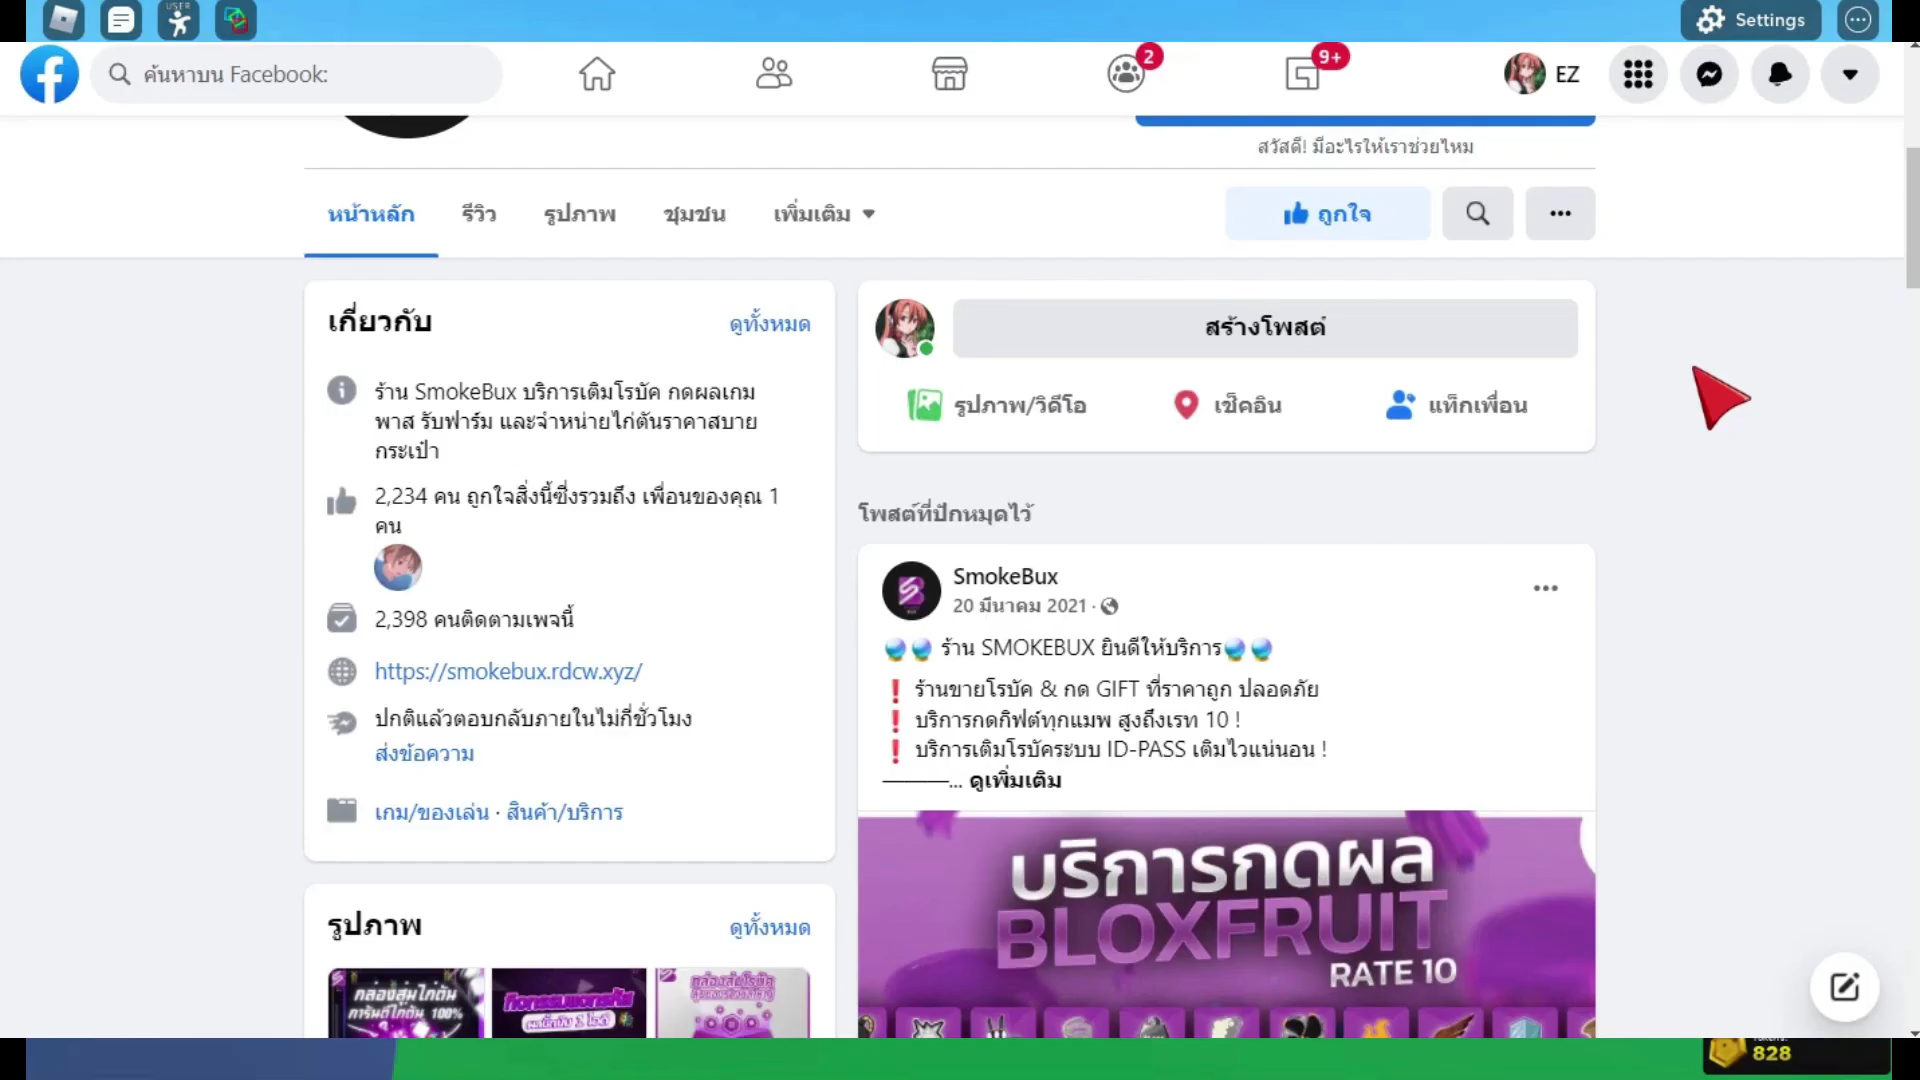 USER
Settings
ค้นหาบน Facebook:
2
9+
EZ
สวัสดี! มีอะไรให้เราช่วยไหม
หน้าหลัก
รีวิว
รูปภาพ
ชุมชน
เพิ่มเติม
ถูกใจ
เกี่ยวกับ
ดูทั้งหมด
ร้าน SmokeBux บริการเติมโรบัค กดผลเกม
พาส รับฟาร์ม และจำหน่ายไก่ตันราคาสบาย
กระเป๋า
2,234 คน ถูกใจสิ่งนี้ซึ่งรวมถึง เพื่อนของคุณ 1
คน
2,398 คนติดตามเพจนี้
https://smokebux.rdcw.xyz/
ปกติแล้วตอบกลับภายในไม่กี่ชั่วโมง
ส่งข้อความ
เกม/ของเล่น · สินค้า/บริการ
รูปภาพ
ดูทั้งหมด
กล่องสุ่มไก่ตัน
การันตีไก่ตัน 100%
สร้างโพสต์
รูปภาพ/วิดีโอ
เช็คอิน
แท็กเพื่อน
โพสต์ที่ปักหมุดไว้
SmokeBux
20 มีนาคม 2021 ·
🔮🔮 ร้าน SMOKEBUX ยินดีให้บริการ🔮🔮
❗ ร้านขายโรบัค & กด GIFT ที่ราคาถูก ปลอดภัย
❗ บริการกดกิฟต์ทุกแมพ สูงถึงเรท 10 !
❗ บริการเติมโรบัคระบบ ID-PASS เติมไวแน่นอน !
———... ดูเพิ่มเติม
บริการกดผล
BLOXFRUIT
RATE 10
828